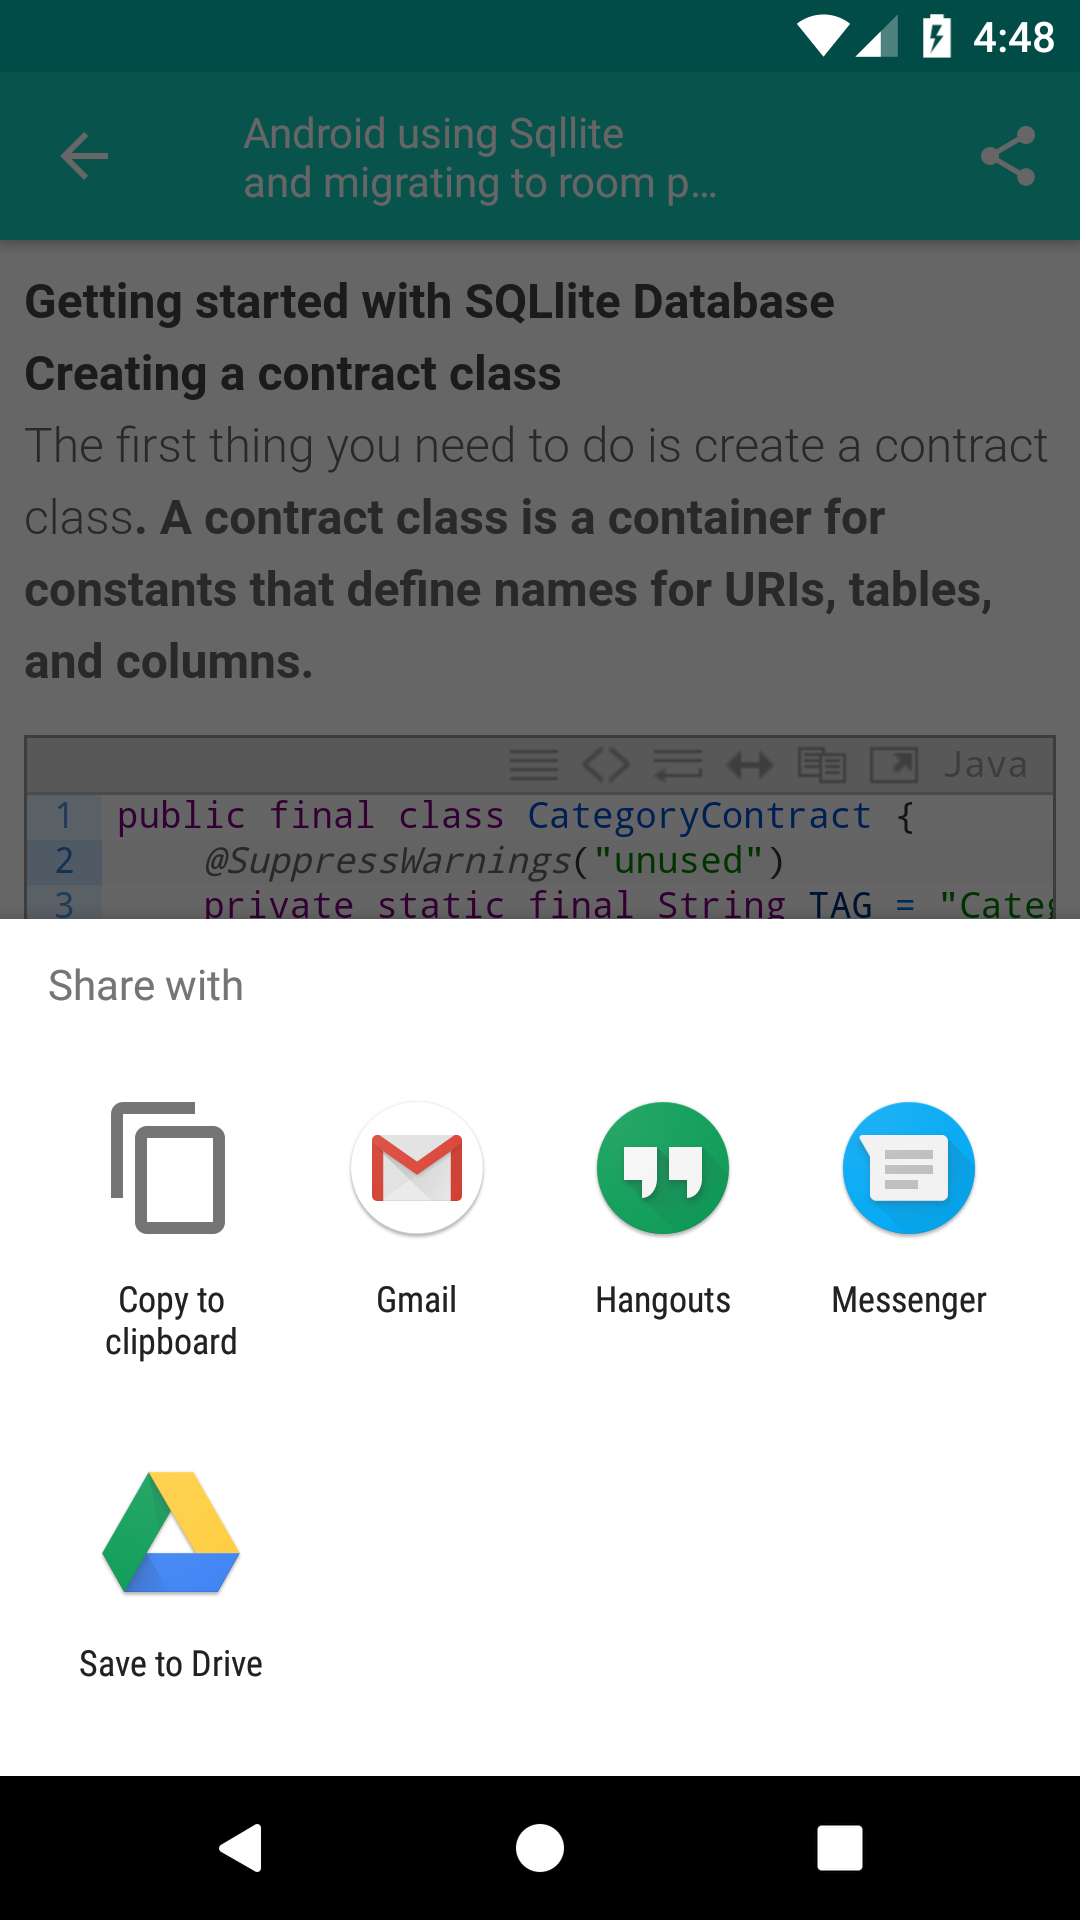 4:48
Android using Sqllite
and migrating to room p...
Getting started with SQLlite Database
Creating a contract class
The first thing you need to do is create a contract
class. A contract class is a container for
constants that define names for URIs, tables,
and columns.
Java
1 public final class CategoryContract {
2 @SuppressWarnings("unused")
3 private static final String TAG = "Categ
Share with
Copy to
clipboard
Gmail
Hangouts
Messenger
Save to Drive